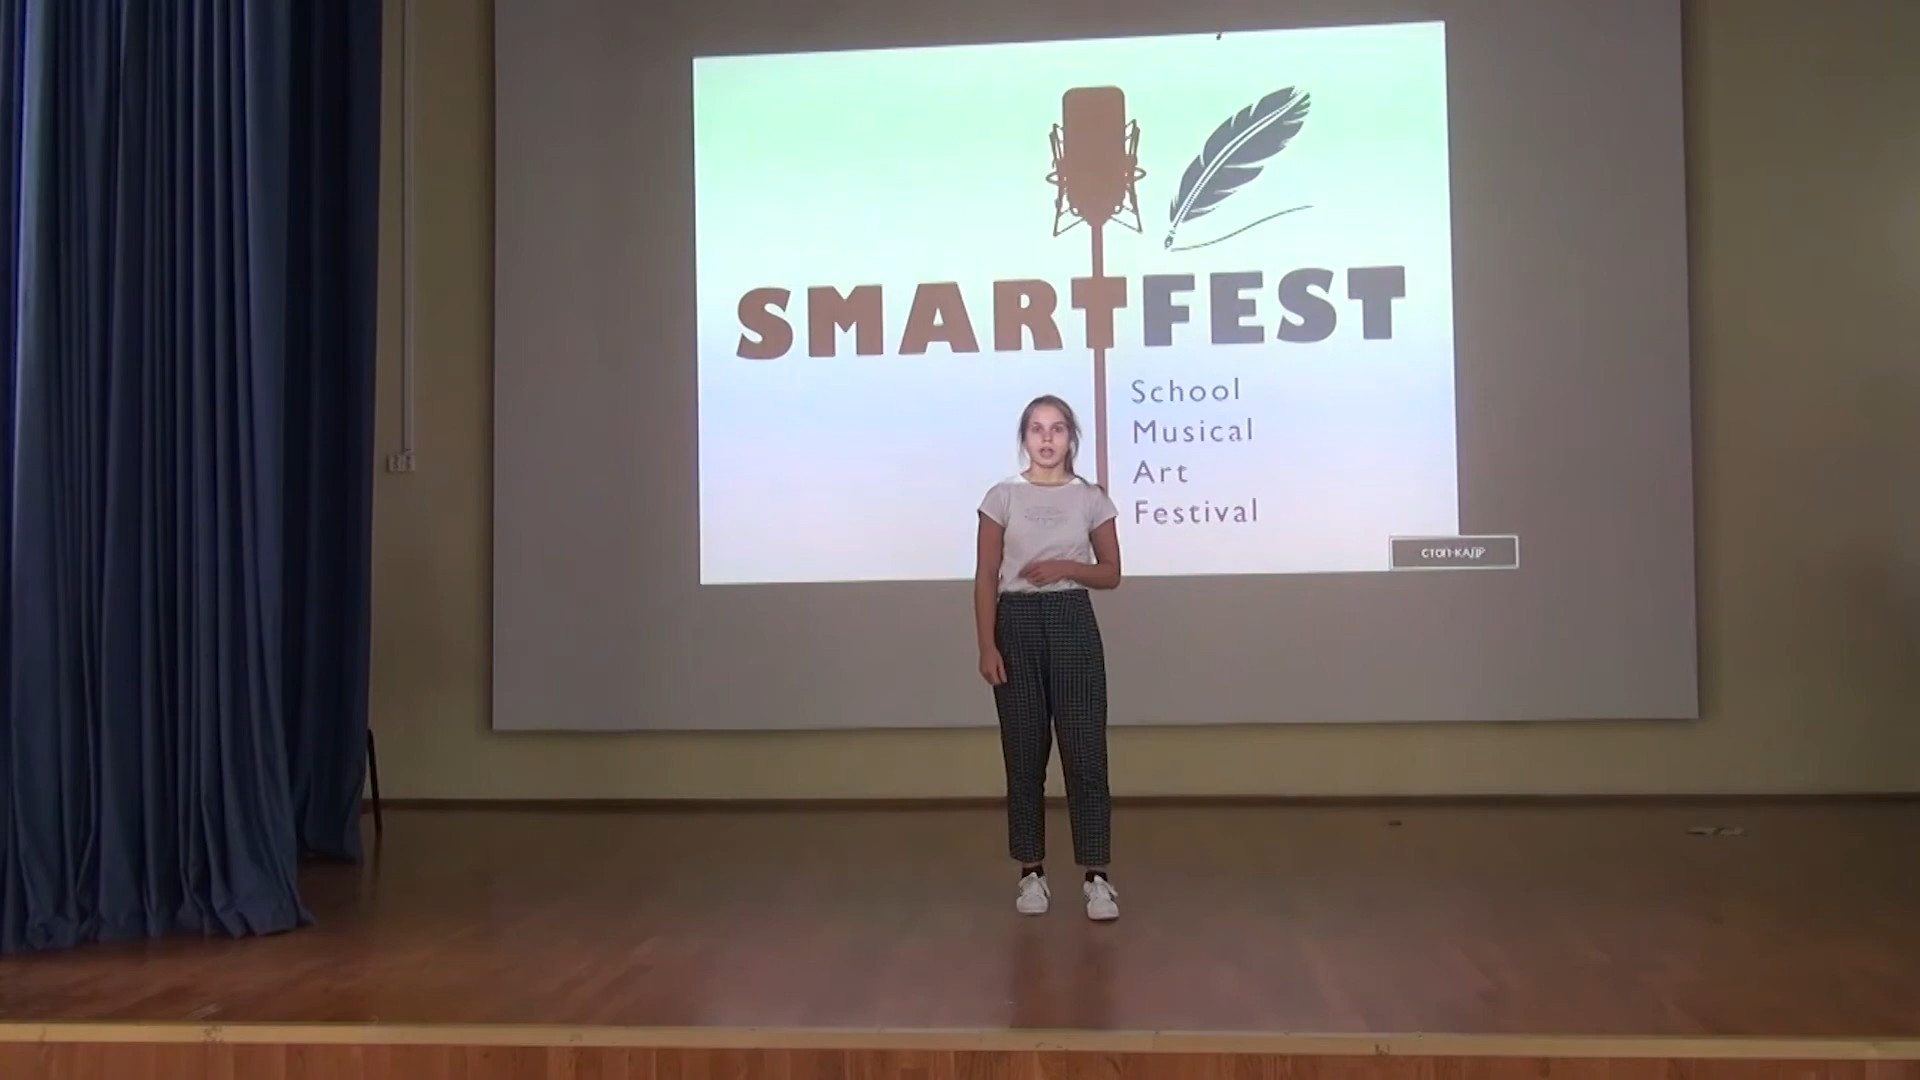 SMARTFEST
School
Musical
Art
Festival
СТОП-КАДР